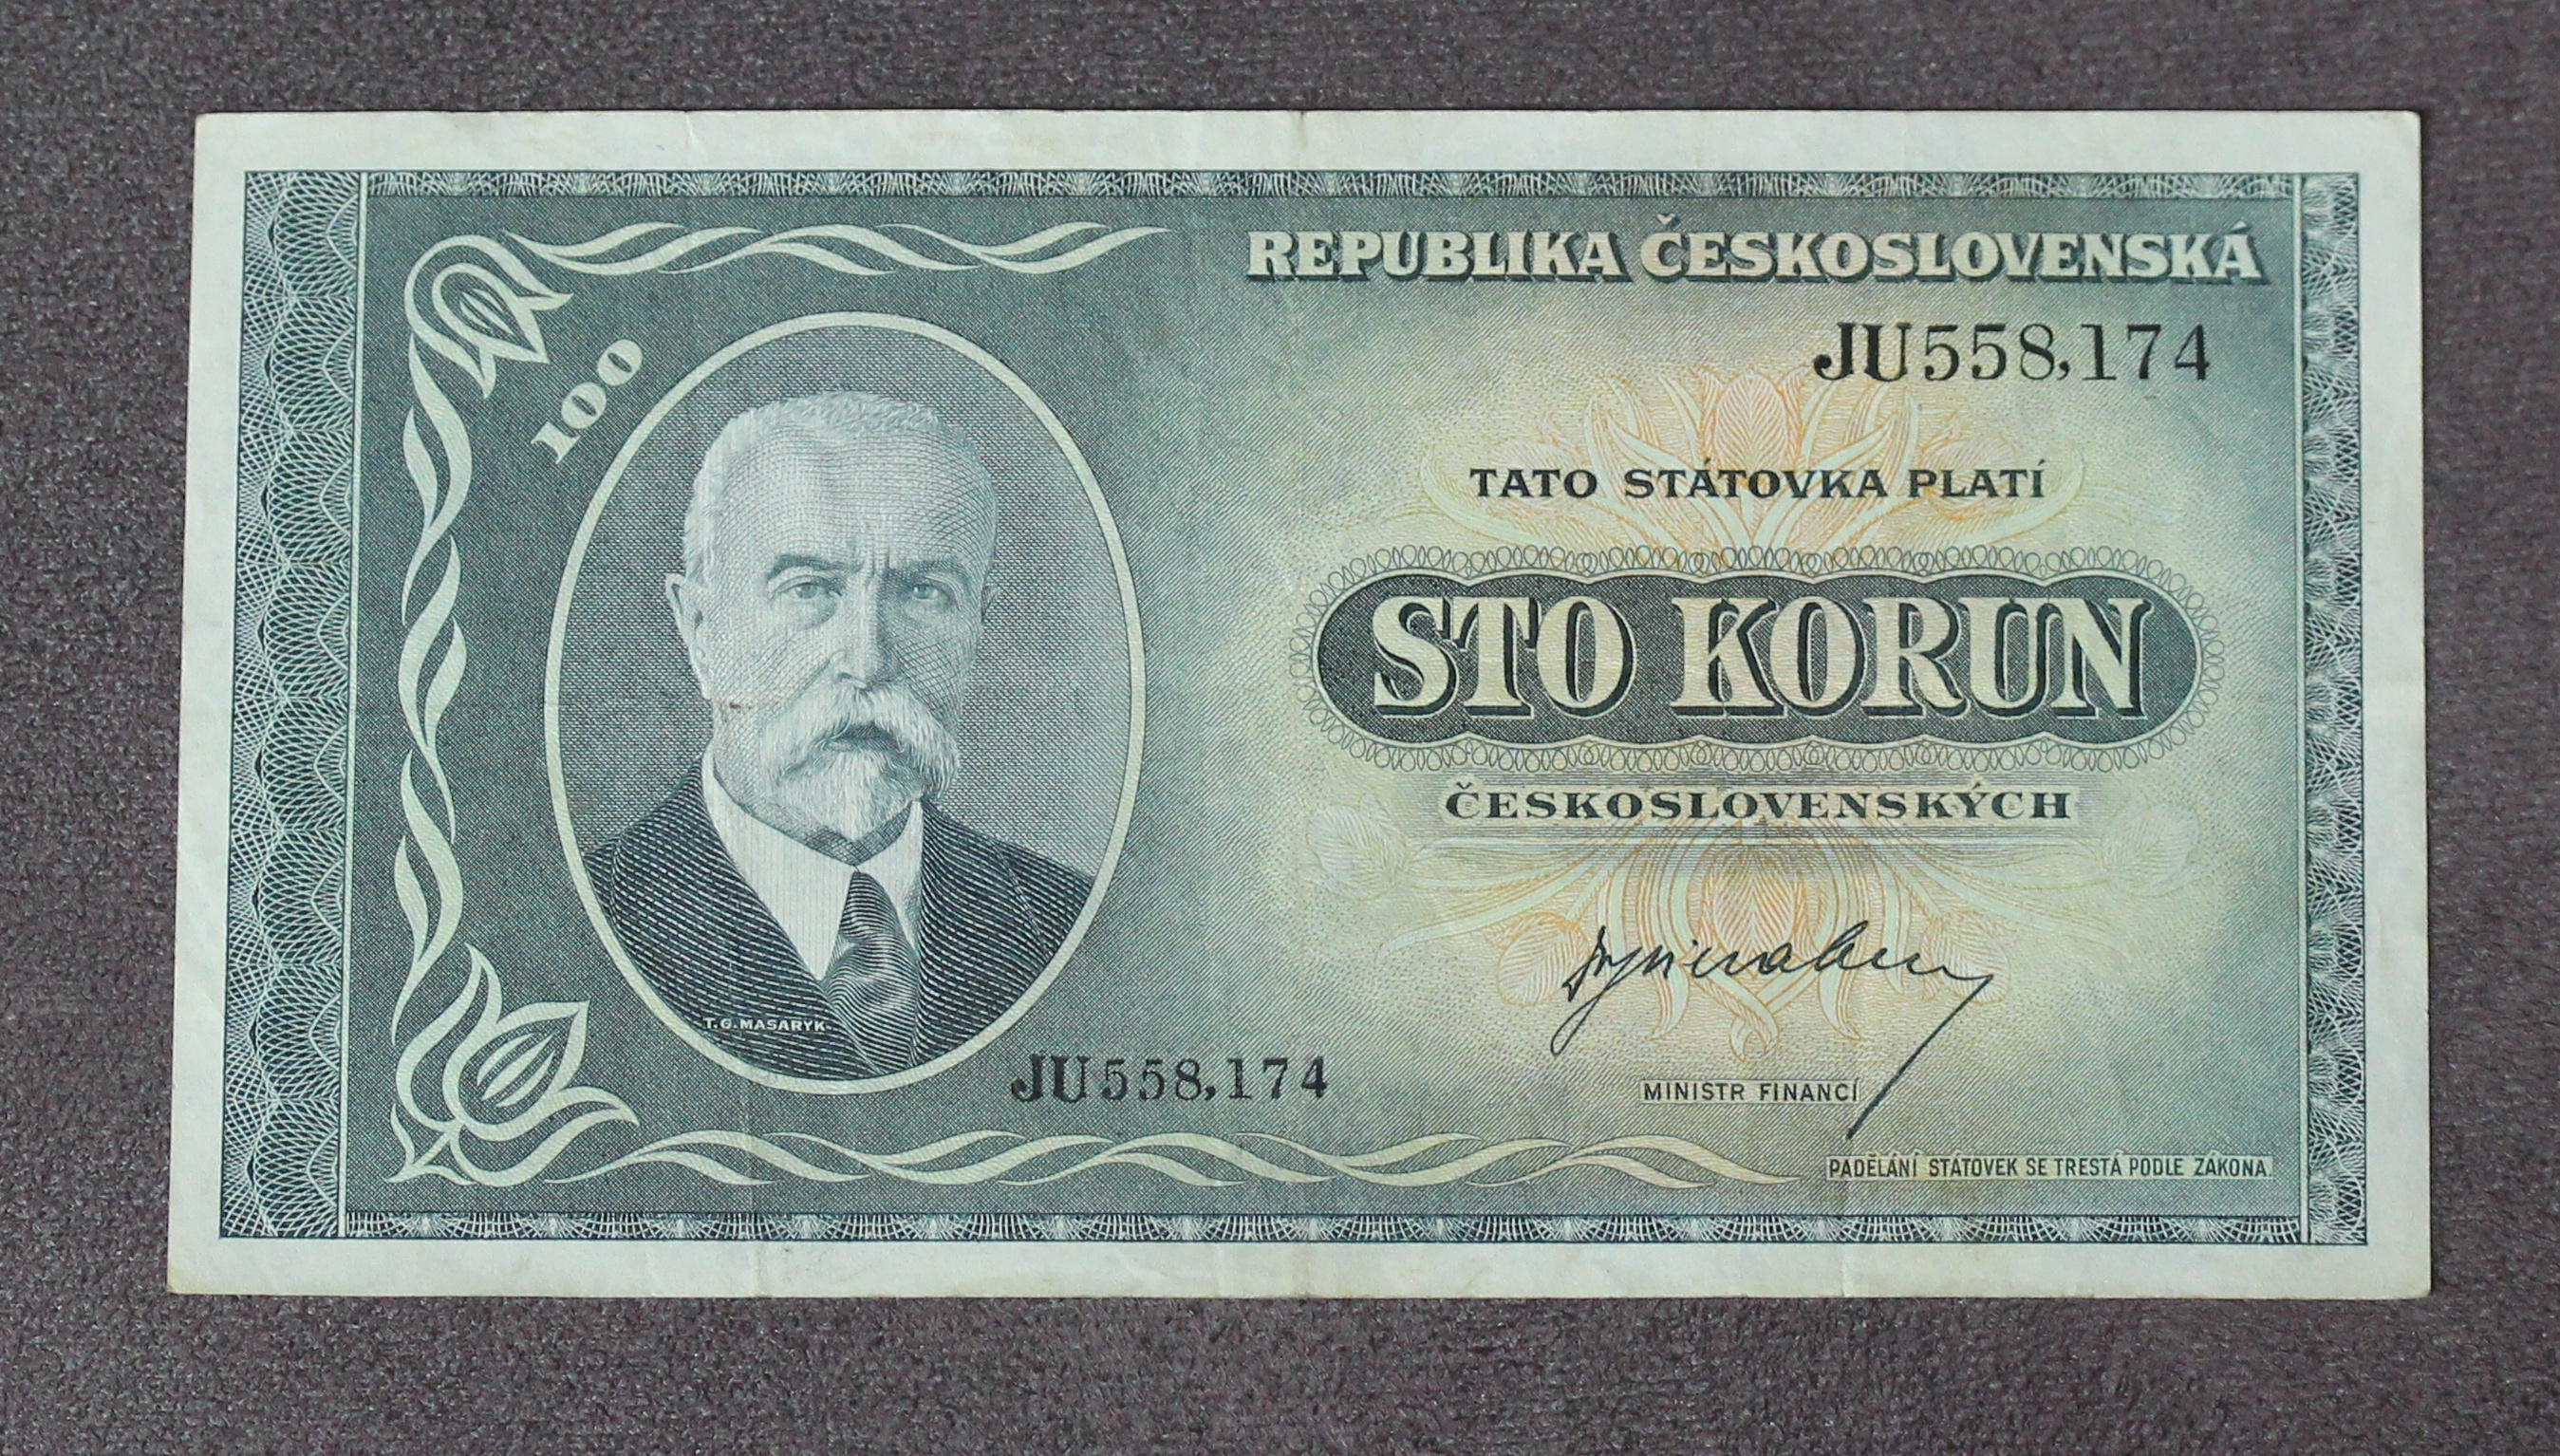 REPUBLIKA ČESKOSLOVENSKÁ
JU558,174
100
TATO STÁTOVKA PLATÍ
STO KORUN
ČESKOSLOVENSKÝCH
T. G. MASARYK
JU558,174
MINISTR FINANCÍ
PADĚLÁNÍ STÁTOVEK SE TRESTÁ PODLE ZÁKONA.